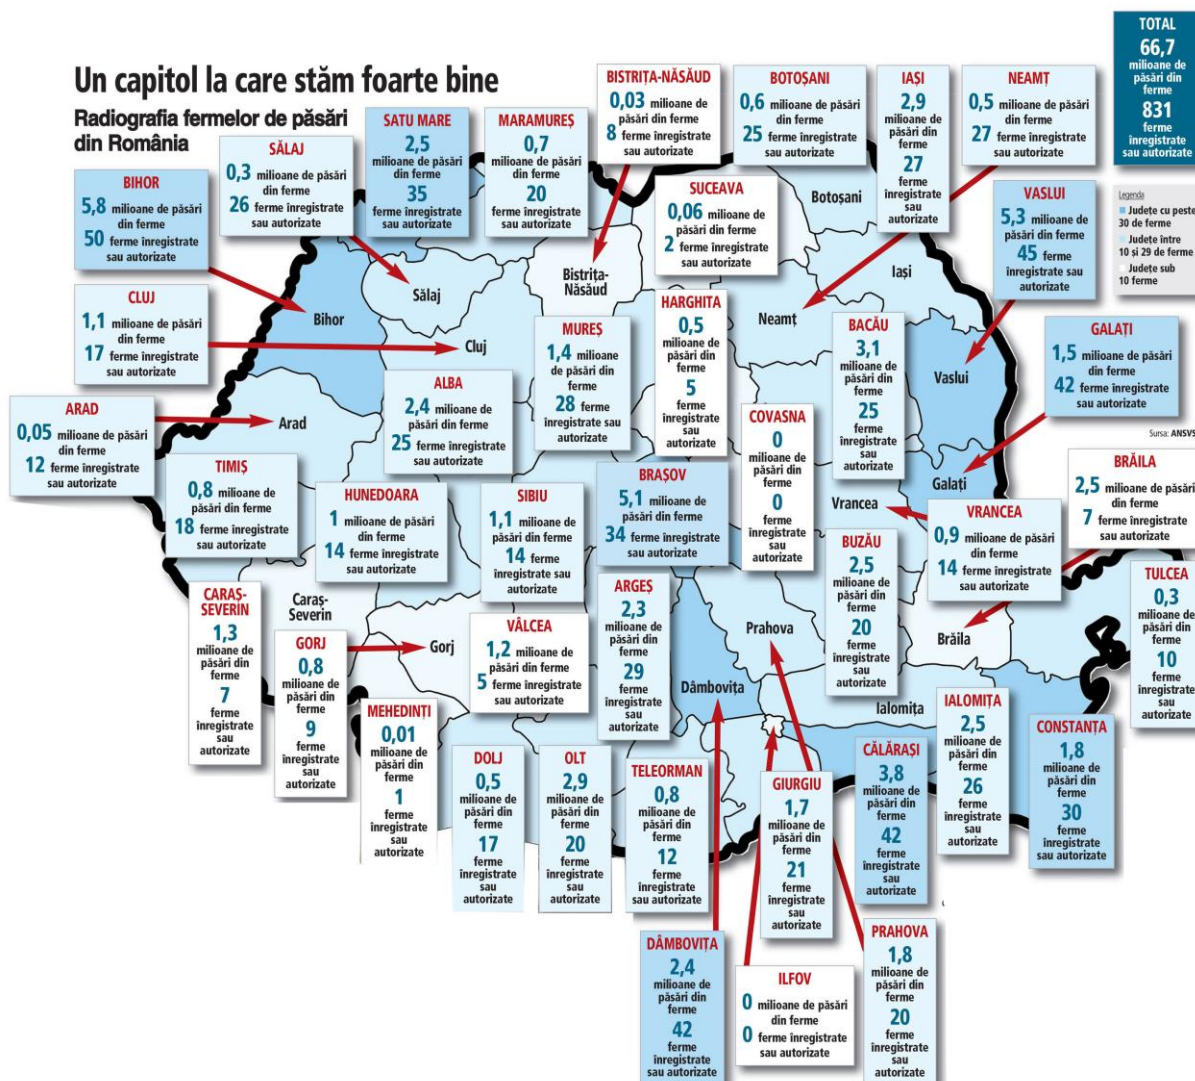 Un capitol la care stăm foarte bine
Radiografia fermelor de păsări
din România
TOTAL
66,7
milioane de
păsări din
ferme
831
ferme
înregistrate
sau autorizate
Legenda
Județe cu peste
30 de ferme
Județe între
10 și 29 de ferme
Județe sub
10 ferme
Sursa: ANSVS
BIHOR
5,8 milioane de păsări
din ferme
50 ferme înregistrate
sau autorizate
SĂLAJ
0,3 milioane de păsări
din ferme
26 ferme înregistrate
sau autorizate
SATU MARE
2,5
milioane de păsări
din ferme
35
ferme înregistrate
sau autorizate
MARAMUREȘ
0,7
milioane de păsări
din ferme
20
ferme înregistrate
sau autorizate
BISTRIȚA-NĂSĂUD
0,03 milioane de
păsări din ferme
8 ferme înregistrate
sau autorizate
BOTOȘANI
0,6 milioane de păsări
din ferme
25 ferme înregistrate
sau autorizate
IAȘI
2,9
milioane de
păsări din
ferme
27
ferme
înregistrate
sau autorizate
NEAMȚ
0,5 milioane de păsări
din ferme
27 ferme înregistrate
sau autorizate
SUCEAVA
0,06 milioane de
păsări din ferme
2 ferme înregistrate
sau autorizate
VASLUI
5,3 milioane de
păsări din ferme
45 ferme
înregistrate sau
autorizate
CLUJ
1,1 milioane de păsări
din ferme
17 ferme înregistrate
sau autorizate
MUREȘ
1,4 milioane
de păsări din
ferme
28 ferme
înregistrate sau
autorizate
HARGHITA
0,5
milioane de
păsări din
ferme
5
ferme
înregistrate
sau
autorizate
BACĂU
3,1
milioane de
păsări din
ferme
25
ferme
înregistrate
sau
autorizate
GALAȚI
1,5 milioane de păsări
din ferme
42 ferme înregistrate
sau autorizate
ARAD
0,05 milioane de păsări
din ferme
12 ferme înregistrate
sau autorizate
ALBA
2,4 milioane de
păsări din ferme
25 ferme înregistrate
sau autorizate
COVASNA
0
milioane de
păsări din
ferme
0
ferme
înregistrate
sau
autorizate
TIMIȘ
0,8 milioane de
păsări din ferme
18 ferme înregistrate
sau autorizate
HUNEDOARA
1 milioane de păsări
din ferme
14 ferme înregistrate
sau autorizate
SIBIU
1,1 milioane de
păsări din ferme
14 ferme
înregistrate sau
autorizate
BRAȘOV
5,1 milioane de
păsări din ferme
34 ferme înregistrate
sau autorizate
BRĂILA
2,5 milioane de păsări
din ferme
7 ferme înregistrate
sau autorizate
VRANCEA
0,9 milioane de păsări
din ferme
14 ferme înregistrate
sau autorizate
BUZĂU
2,5
milioane de
păsări din
ferme
20
ferme
înregistrate
sau
autorizate
TULCEA
0,3
milioane de
păsări din
ferme
10
ferme
înregistrate
sau
autorizate
CARAȘ-
SEVERIN
1,3
milioane de
păsări din
ferme
7
ferme
înregistrate
sau
autorizate
GORJ
0,8
milioane de
păsări din
ferme
9
ferme
înregistrate
sau
autorizate
VÂLCEA
1,2 milioane de
păsări din ferme
5 ferme înregistrate
sau autorizate
ARGEȘ
2,3
milioane de
păsări din
ferme
29
ferme
înregistrate
sau
autorizate
MEHEDINȚI
0,01
milioane de
păsări din
ferme
1
ferme
înregistrate
sau
autorizate
DOLJ
0,5
milioane de
păsări din
ferme
17
ferme
înregistrate
sau
autorizate
OLT
2,9
milioane de
păsări din
ferme
20
ferme
înregistrate
sau
autorizate
TELEORMAN
0,8
milioane de
păsări din
ferme
12
ferme
înregistrate
sau autorizate
GIURGIU
1,7
milioane de
păsări din
ferme
21
ferme
înregistrate
sau
autorizate
CĂLĂRAȘI
3,8
milioane de
păsări din
ferme
42
ferme
înregistrate
sau
autorizate
IALOMIȚA
2,5
milioane de
păsări din
ferme
26
ferme
înregistrate
sau
autorizate
CONSTANȚA
1,8
milioane de
păsări din
ferme
30
ferme
înregistrate
sau autorizate
DÂMBOVIȚA
2,4
milioane de
păsări din
ferme
42
ferme
înregistrate
sau autorizate
ILFOV
0 milioane de păsări
din ferme
0 ferme înregistrate
sau autorizate
PRAHOVA
1,8
milioane de
păsări din
ferme
20
ferme
înregistrate
sau
autorizate
Botoșani
Iași
Bistrița-
Năsăud
Sălaj
Bihor
Cluj
Neamț
Vaslui
Arad
Galați
Vrancea
Caraș-
Severin
Gorj
Prahova
Brăila
Dâmbovița
Ialomița